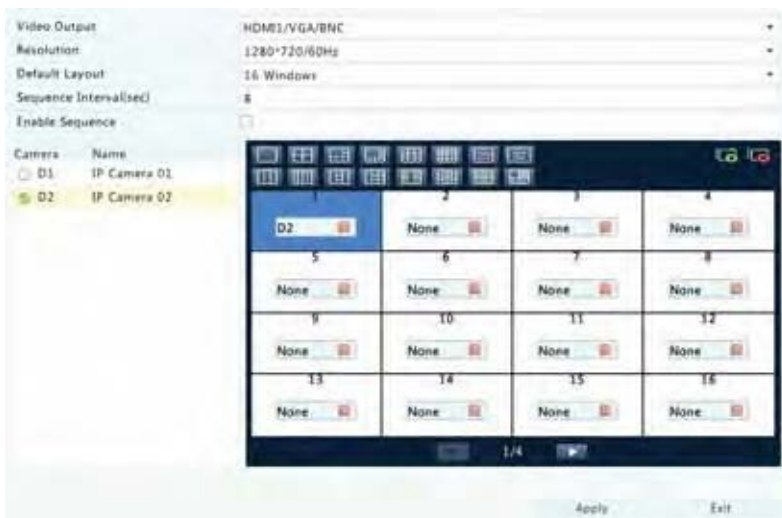 Video Output HDMI1/VGA/BNC
Resolution 1280*720/60Hz
Default Layout 16 Windows
Sequence Interval(sec) 8
Enable Sequence
Camera Name
D1 IP Camera 01
D2 IP Camera 02
1 2 3 4
D2 None None None
5 6 7 8
None None None None
9 10 11 12
None None None None
13 14 15 16
None None None None
1/4
Apply Exit